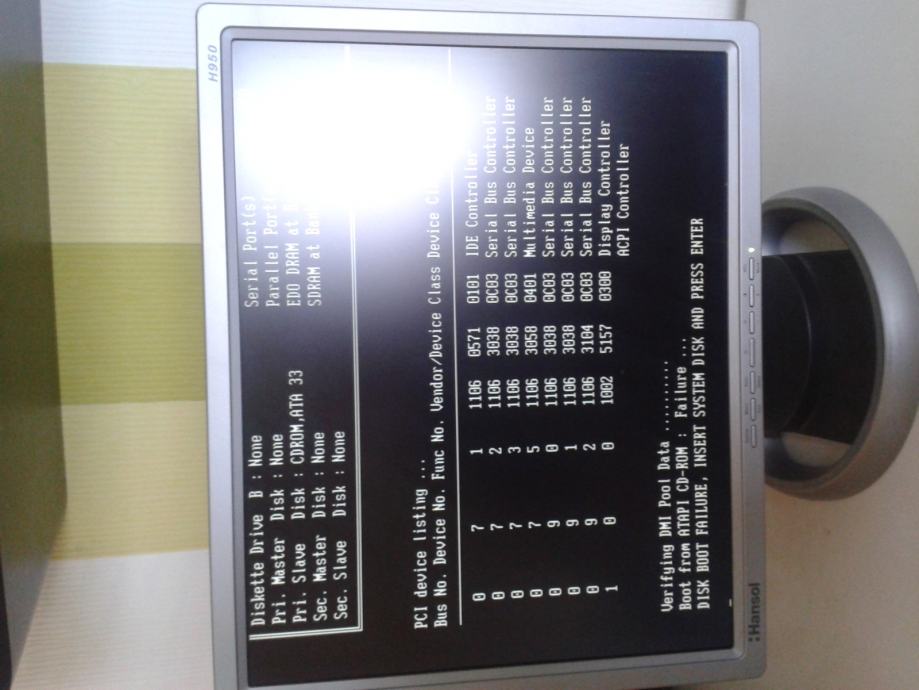 H950
Diskette Drive B : None Serial Port(s)
Pri. Master Disk : None Parallel
Pri. Slave Disk : CDROM,ATA 33 EDO DRAM at
Sec. Master Disk : None SDRAM at
Sec. Slave Disk : None
PCI device listing ...
Bus No. Device No. Func No. Vendor/Device Class Device
0 7 1 1106 0571 0101 IDE Controller
0 7 2 1106 3038 0C03 Serial Bus Controller
0 7 3 1106 3038 0C03 Serial Bus Controller
0 7 5 1106 3058 0401 Multimedia Device
0 9 0 1106 3038 0C03 Serial Bus Controller
0 9 1 1106 3038 0C03 Serial Bus Controller
0 9 2 1106 3104 0C03 Serial Bus Controller
1 0 0 1002 5157 0300 Display Controller
ACPI Controller
Verifying DMI Pool Data ..........
Boot from ATAPI CD-ROM : Failure ...
DISK BOOT FAILURE, INSERT SYSTEM DISK AND PRESS ENTER
Hansol